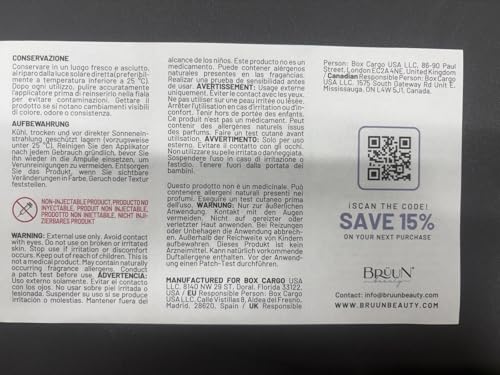 CONSERVAZIONE
Conservare in un luogo fresco e asciutto,
al riparo dalla luce solare diretta (preferibil-
mente a temperatura inferiore a 25 °C).
Dopo ogni utilizzo, pulire accuratamente
l'applicatore prima di reinserirlo nella fiala
per evitare contaminazioni. Gettare il
prodotto se si notano cambiamenti visibili
di colore, odore o consistenza.
AUFBEWAHRUNG
Kühl, trocken und vor direkter Sonnenein-
strahlung geschützt lagern (vorzugsweise
unter 25 °C). Reinigen Sie den Applikator
nach jedem Gebrauch gründlich, bevor Sie
ihn wieder in die Ampulle einsetzen, um
Verunreinigungen zu vermeiden. Entsorgen
Sie das Produkt, wenn Sie sichtbare
Veränderungen in Farbe, Geruch oder Textur
feststellen.
NON-INJECTABLE PRODUCT, PRODUCTO NO
INYECTABLE, PRODUIT NON INJECTABLE,
PRODOTTO NON INIETTABILE, NICHT INJI-
ZIERBARES PRODUKT
WARNING: External use only. Avoid contact
with eyes. Do not use on broken or irritated
skin. Stop use if irritation or discomfort
occurs. Keep out of reach of children. This is
not a medical product. May contain naturally
occurring fragrance allergens. Conduct
a patch test before use. ADVERTENCIA:
Uso externo solamente. Evitar el contacto
con los ojos. No usar sobre piel irritada o
lesionada. Suspender su uso si se produce
irritación o molestias. Mantener fuera del
alcance de los niños. Este producto no es un
medicamento. Puede contener alérgenos
naturales presentes en las fragancias.
Realizar una prueba de sensibilidad antes
de usar. AVERTISSEMENT: Usage externe
uniquement. Éviter le contact avec les yeux.
Ne pas utiliser sur une peau irritée ou lésée.
Arrêter l'utilisation en cas d'irritation ou d'in-
confort. Tenir hors de portée des enfants.
Ce produit n'est pas un médicament. Peut
contenir des allergènes naturels issus
des parfums. Faire un test cutané avant
utilisation. AVVERTIMENTO: Solo per uso
esterno. Evitare il contatto con gli occhi.
Non utilizzare su pelle irritata o danneggiata.
Sospendere l'uso in caso di irritazione o
fastidio. Tenere fuori dalla portata dei
bambini.
Questo prodotto non è un medicinale. Può
contenere allergeni naturali presenti nei
profumi. Eseguire un test cutaneo prima
dell'uso. WARNUNG: Nur zur äußerlichen
Anwendung. Kontakt mit den Augen
vermeiden. Nicht auf gereizter oder
verletzter Haut anwenden. Bei Reizungen
oder Unbehagen die Anwendung abbrechen.
Außerhalb der Reichweite von Kindern
aufbewahren. Dieses Produkt ist kein
Arzneimittel. Kann natürlich vorkommende
Duftallergene enthalten. Vor der Anwendung
einen Patch-Test durchführen.
MANUFACTURED FOR BOX CARGO USA
LLC. 8140 NW 29 ST. Doral. Florida 33122,
USA / EU Responsible Person: Box Cargo
USA LLC. Calle Vistillas 8, Aldea del Fresno,
Madrid. 28620, Spain / UK Responsible
Person: Box Cargo USA LLC, 86-90 Paul
Street, London EC2A 4NE, United Kingdom
/ Canadian Responsible Person: Box Cargo
USA LLC. 1575 South Gateway Rd Unit E,
Mississauga, ON L4W 5J1, Canada.
¡SCAN THE CODE!
SAVE 15%
ON YOUR NEXT PURCHASE
BRÜUN
beauty
Contact: info@bruunbeauty.com
WWW.BRUUNBEAUTY.COM